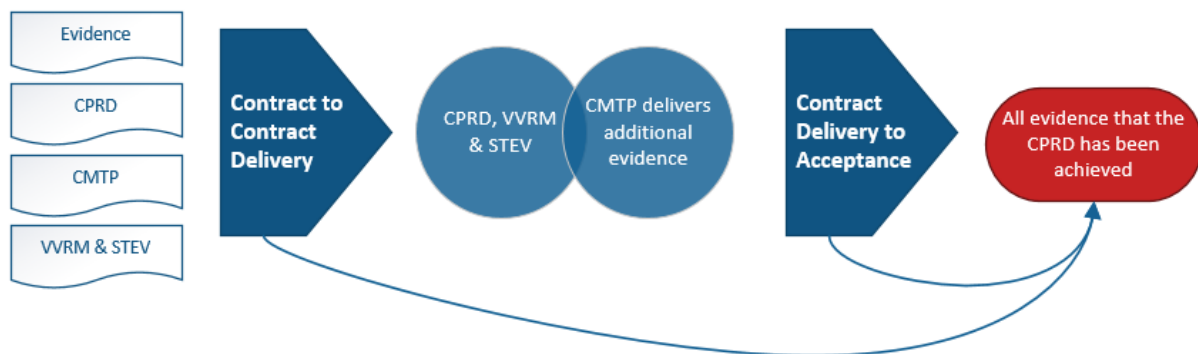 Evidence
CPRD
CMTP
VVRM & STEV
Contract to
Contract
Delivery
CPRD, VVRM
& STEV
CMTP delivers
additional
evidence
Contract
Delivery to
Acceptance
All evidence that the
CPRD has been
achieved